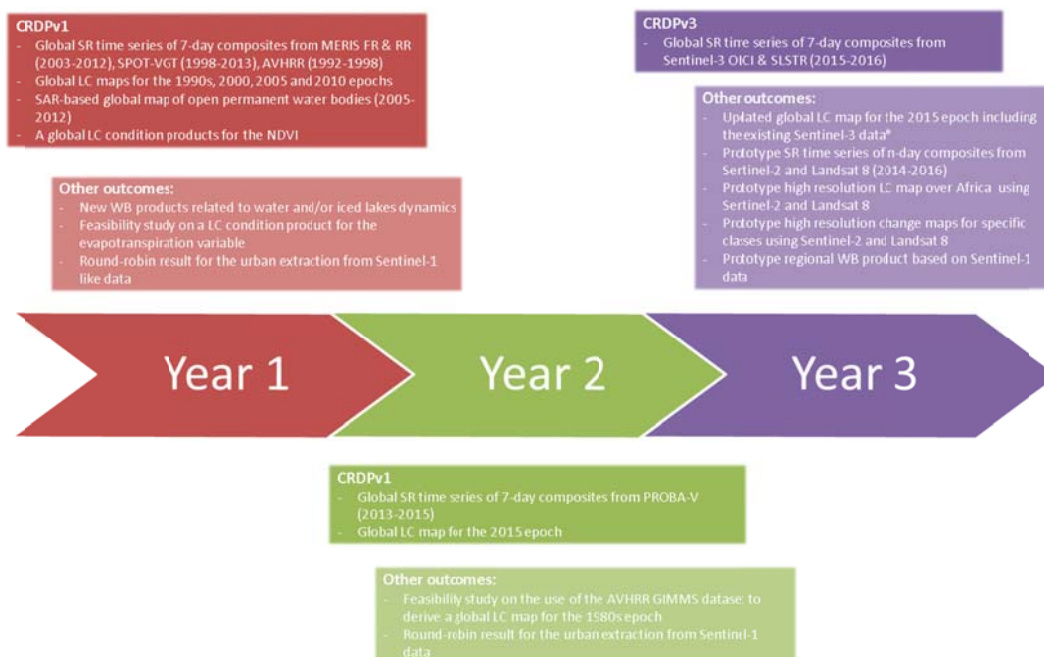 CRDPv1
- Global SR time series of 7-day composites from MERIS FR & RR
(2003-2012), SPOT-VGT (1998-2013), AVHRR (1992-1998)
- Global LC maps for the 1990s, 2000, 2005 and 2010 epochs
- SAR-based global map of open permanent water bodies (2005-
2012)
- A global LC condition products for the NDVI
Other outcomes:
- New WB products related to water and/or iced lakes dynamics
- Feasibility study on a LC condition product for the
evapotranspiration variable
- Round-robin result for the urban extraction from Sentinel-1
like data
CRDPv3
- Global SR time series of 7-day composites from
Sentinel-3 OICI & SLSTR (2015-2016)
Other outcomes:
- Updated global LC map for the 2015 epoch including
the existing Sentinel-3 data*
- Prototype SR time series of n-day composites from
Sertinel-2 and Landsat 8 (2014-2016)
- Prototype high resolution LC map over Africa using
Sentinel-2 and Landsat 8
- Prototype high resolution change maps for specific
classes using Sentinel-2 and Landsat 8
- Prototype regional WB product based on Sentinel-1
data
Year 1
Year 2
Year 3
CRDPv1
- Global SR time series of 7-day composites from PROBA-V
(2013-2015)
- Global LC map for the 2015 epoch
Other outcomes:
- Feasibility study on the use of the AVHRR GIMMS dataset to
derive a global LC map for the 1980s epoch
- Round-robin result for the urban extraction from Sentinel-1
data